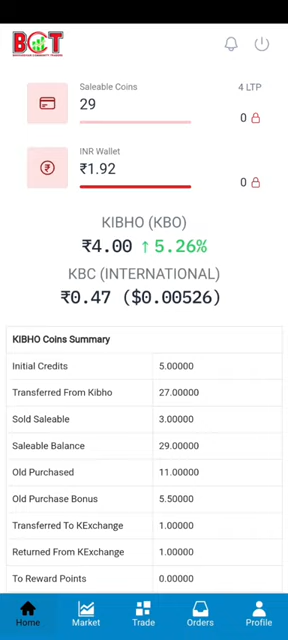 BCT
Saleable Coins
29
4 LTP
0
INR Wallet
₹1.92
0
KIBHO (KBO)
₹4.00 ↑ 5.26%
KBC (INTERNATIONAL)
₹0.47 ($0.00526)
KIBHO Coins Summary
Initial Credits 5.00000
Transferred From Kibho 27.00000
Sold Saleable 3.00000
Saleable Balance 29.00000
Old Purchased 11.00000
Old Purchase Bonus 5.50000
Transferred To KExchange 1.00000
Returned From KExchange 1.00000
To Reward Points 0.00000
Home Market Trade Orders Profile